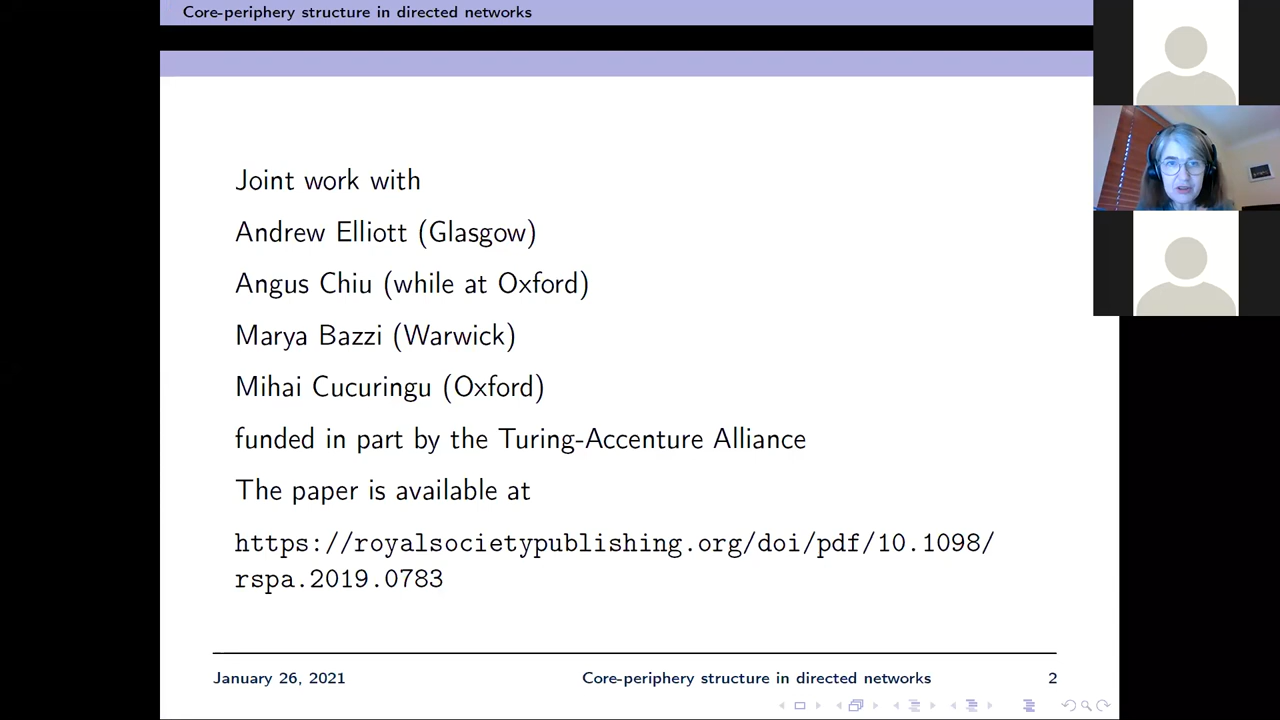 Core-periphery structure in directed networks
Joint work with
Andrew Elliott (Glasgow)
Angus Chiu (while at Oxford)
Marya Bazzi (Warwick)
Mihai Cucuringu (Oxford)
funded in part by the Turing-Accenture Alliance
The paper is available at
https://royalsocietypublishing.org/doi/pdf/10.1098/
rspa.2019.0783
January 26, 2021 Core-periphery structure in directed networks 2